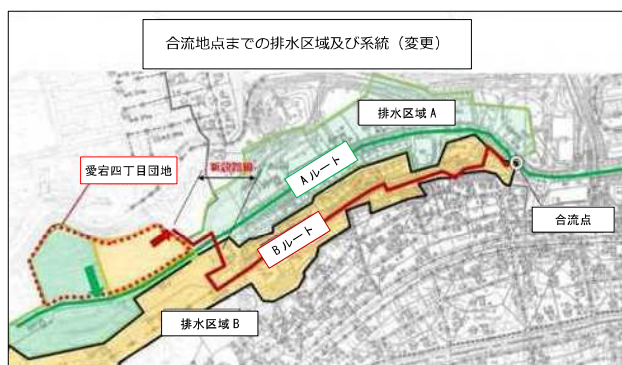 合流地点までの排水区域及び系統（変更）
排水区域A
新設路線
愛宕四丁目団地
Aルート
合流点
Bルート
排水区域B